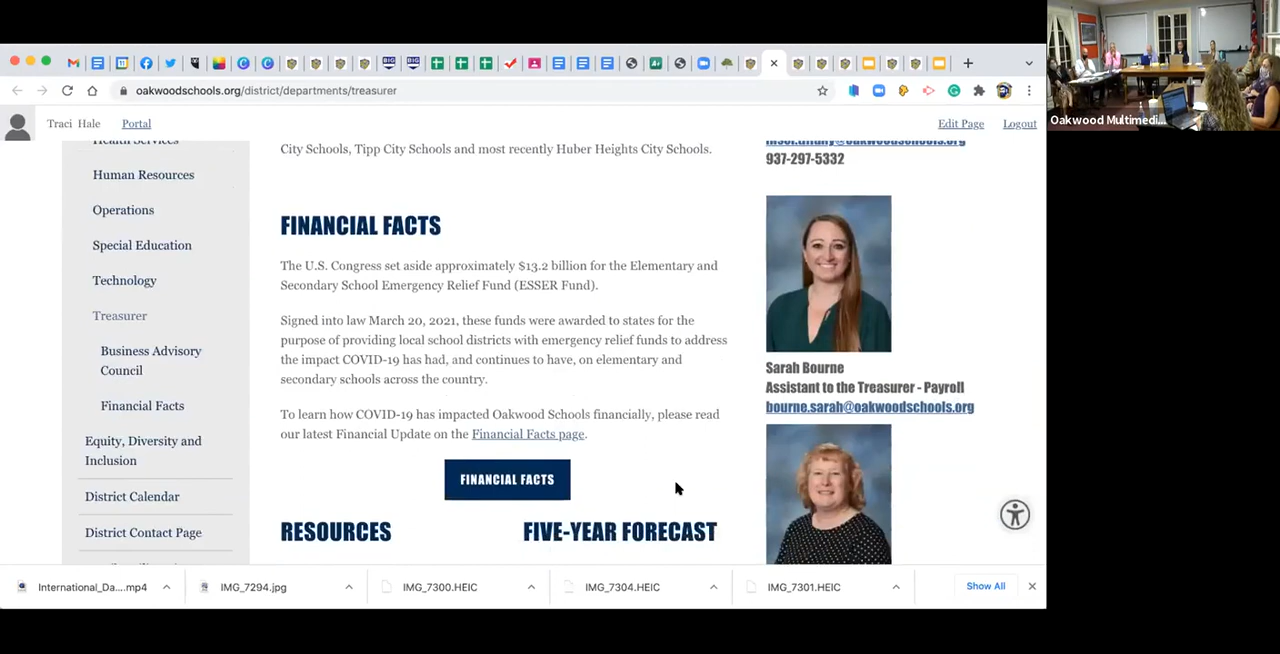 oakwoodschools.org/district/departments/treasurer
Traci Hale
Portal
Edit Page
Logout
Health Services
Human Resources
Operations
Special Education
Technology
Treasurer
Business Advisory
Council
Financial Facts
Equity, Diversity and
Inclusion
District Calendar
District Contact Page
City Schools, Tipp City Schools and most recently Huber Heights City Schools.
FINANCIAL FACTS
The U.S. Congress set aside approximately $13.2 billion for the Elementary and
Secondary School Emergency Relief Fund (ESSER Fund).
Signed into law March 20, 2021, these funds were awarded to states for the
purpose of providing local school districts with emergency relief funds to address
the impact COVID-19 has had, and continues to have, on elementary and
secondary schools across the country.
To learn how COVID-19 has impacted Oakwood Schools financially, please read
our latest Financial Update on the Financial Facts page.
FINANCIAL FACTS
RESOURCES
FIVE-YEAR FORECAST
937-297-5332
Sarah Bourne
Assistant to the Treasurer - Payroll
bourne.sarah@oakwoodschools.org
International_Da....mp4
IMG_7294.jpg
IMG_7300.HEIC
IMG_7304.HEIC
IMG_7301.HEIC
Show All
Oakwood Multimedi...